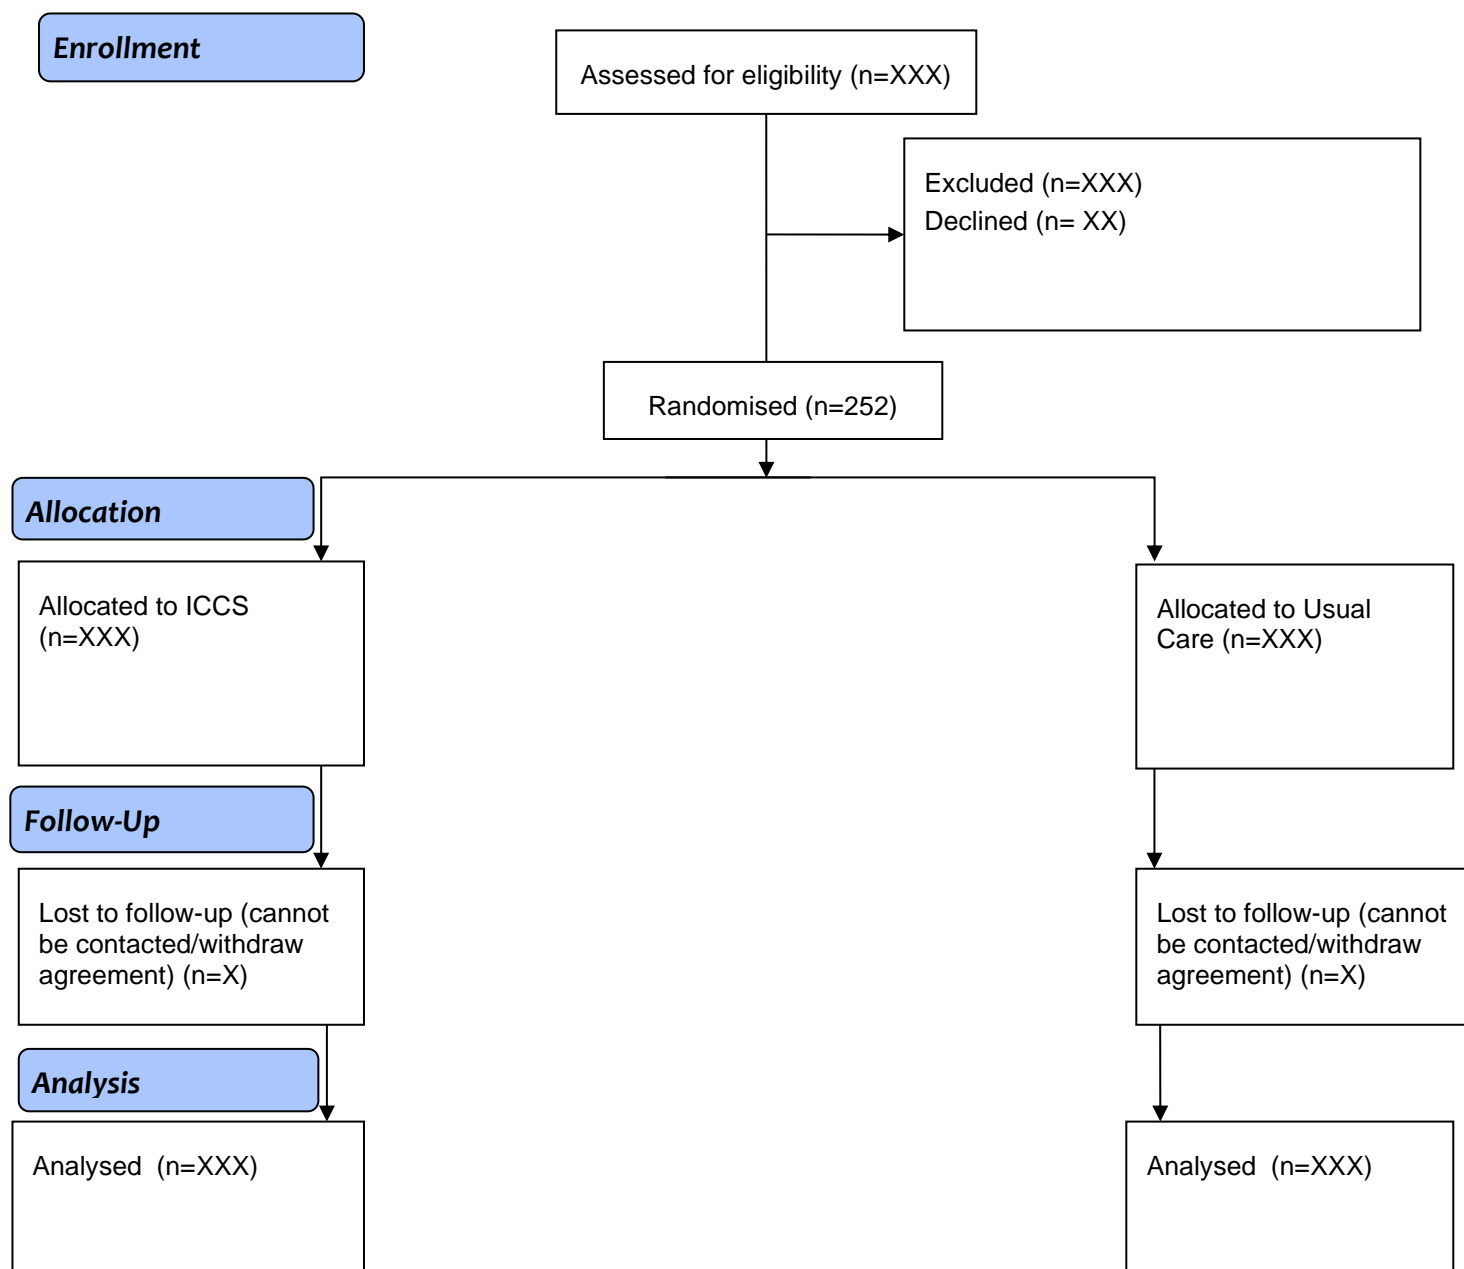 Enrollment
Assessed for eligibility (n=XXX)
Excluded (n=XXX)
Declined (n= XX)
Randomised (n=252)
Allocation
Allocated to ICCS
(n=XXX)
Allocated to Usual
Care (n=XXX)
Follow-Up
Lost to follow-up (cannot
be contacted/withdraw
agreement) (n=X)
Lost to follow-up (cannot
be contacted/withdraw
agreement) (n=X)
Analysis
Analysed  (n=XXX)
Analysed  (n=XXX)